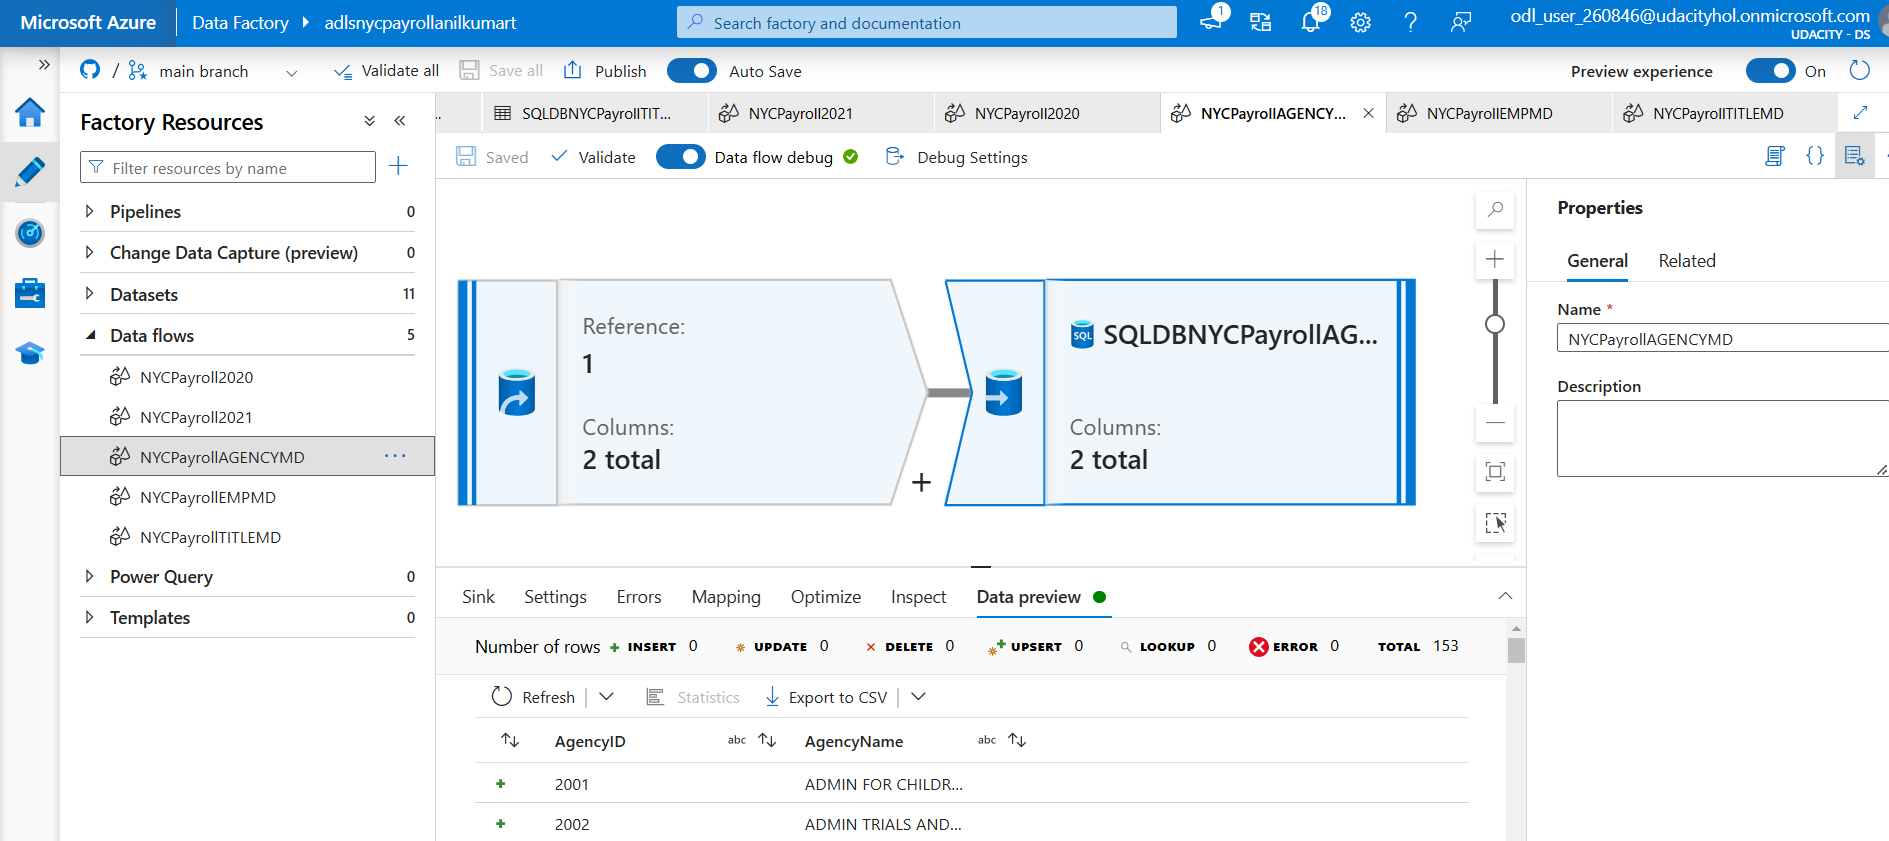 Microsoft Azure
Data Factory
adlsnycpayrollanilkumart
Search factory and documentation
1
18
odl_user_260846@udacityhol.onmicrosoft.com
UDACITY - DS
/
main branch
Validate all
Save all
Publish
Auto Save
Preview experience
On
Factory Resources
Filter resources by name
Pipelines 0
Change Data Capture (preview) 0
Datasets 11
Data flows 5
NYCPayroll2020
NYCPayroll2021
NYCPayrollAGENCYMD
NYCPayrollEMPMD
NYCPayrollTITLEMD
Power Query 0
Templates 0
...
SQLDBNYCPayrollTIT...
NYCPayroll2021
NYCPayroll2020
NYCPayrollAGENCY...
NYCPayrollEMPMD
NYCPayrollTITLEMD
Saved
Validate
Data flow debug
Debug Settings
{}
Reference:
1
Columns:
2 total
+
SQL
SQLDBNYCPayrollAG...
Columns:
2 total
Sink
Settings
Errors
Mapping
Optimize
Inspect
Data preview
Number of rows + INSERT 0 UPDATE 0 DELETE 0 UPSERT 0 LOOKUP 0 ERROR 0 TOTAL 153
Refresh
Statistics
Export to CSV
AgencyID abc AgencyName abc
+ 2001 ADMIN FOR CHILDR...
+ 2002 ADMIN TRIALS AND...
Properties
General
Related
Name *
NYCPayrollAGENCYMD
Description